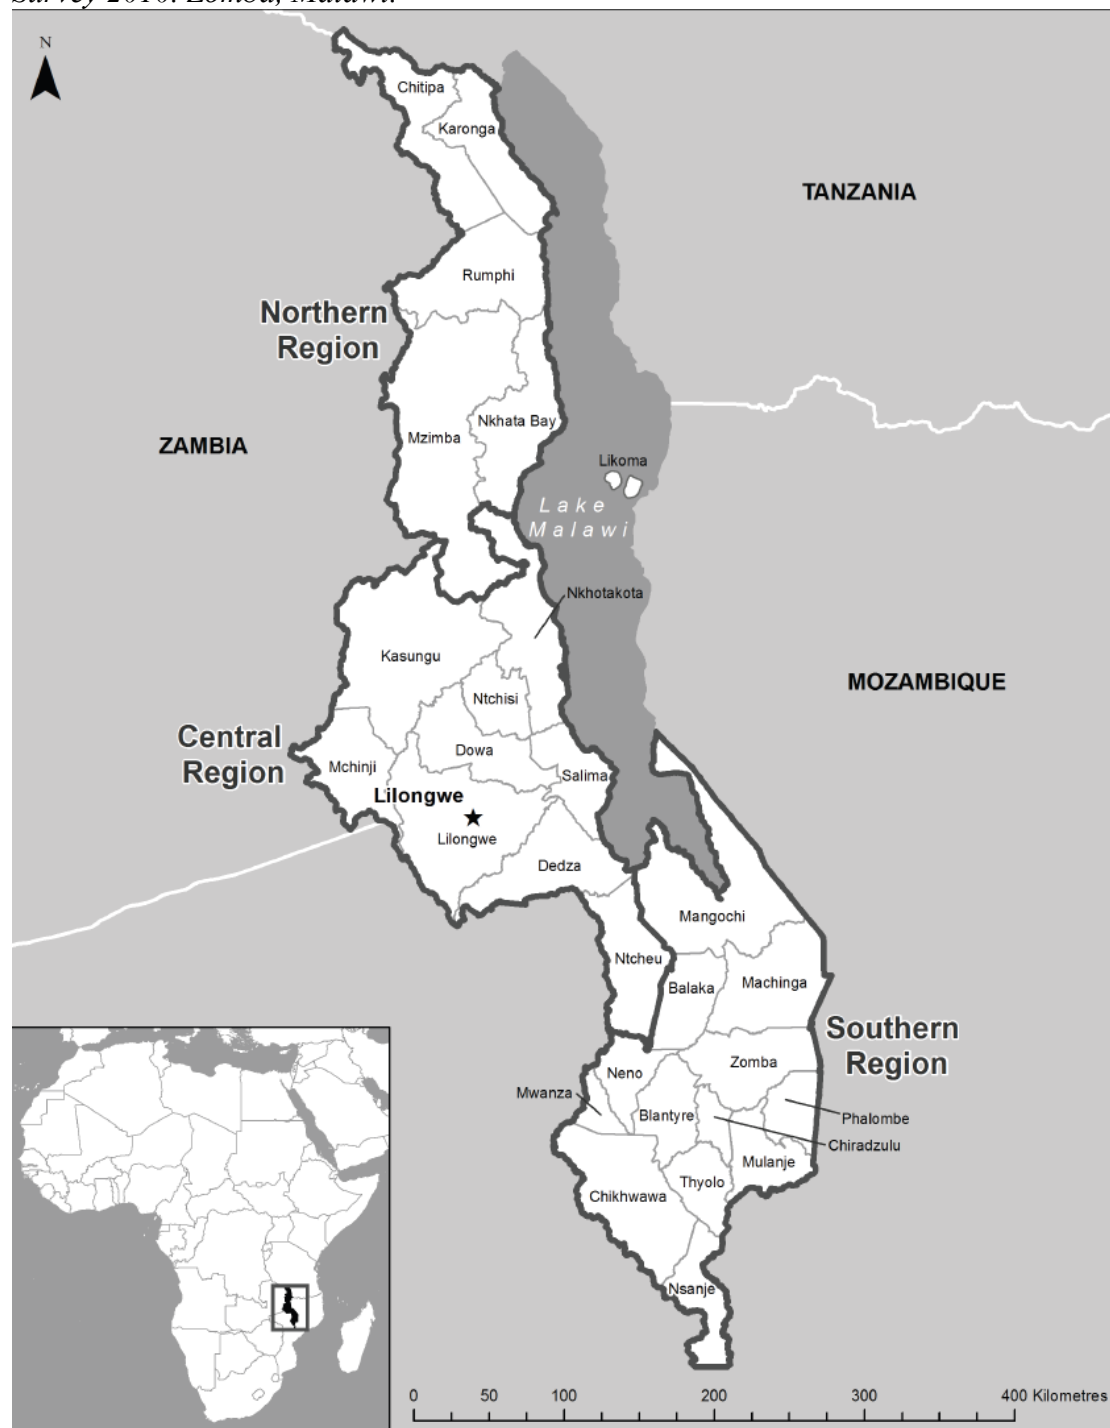 Survey 2010. Zomba, Malawi.
N
Chitipa
Karonga
TANZANIA
Rumphi
Northern
Region
Nkhata Bay
Mzimba
ZAMBIA
Likoma
Lake
Malawi
Nkhotakota
Kasungu
MOZAMBIQUE
Ntchisi
Central
Region
Dowa
Mchinji
Salima
Lilongwe
Lilongwe
Dedza
Mangochi
Ntcheu
Balaka
Machinga
Southern
Region
Zomba
Neno
Mwanza
Blantyre
Phalombe
Chiradzulu
Mulanje
Thyolo
Chikhwawa
Nsanje
0 50 100 200 300 400 Kilometres